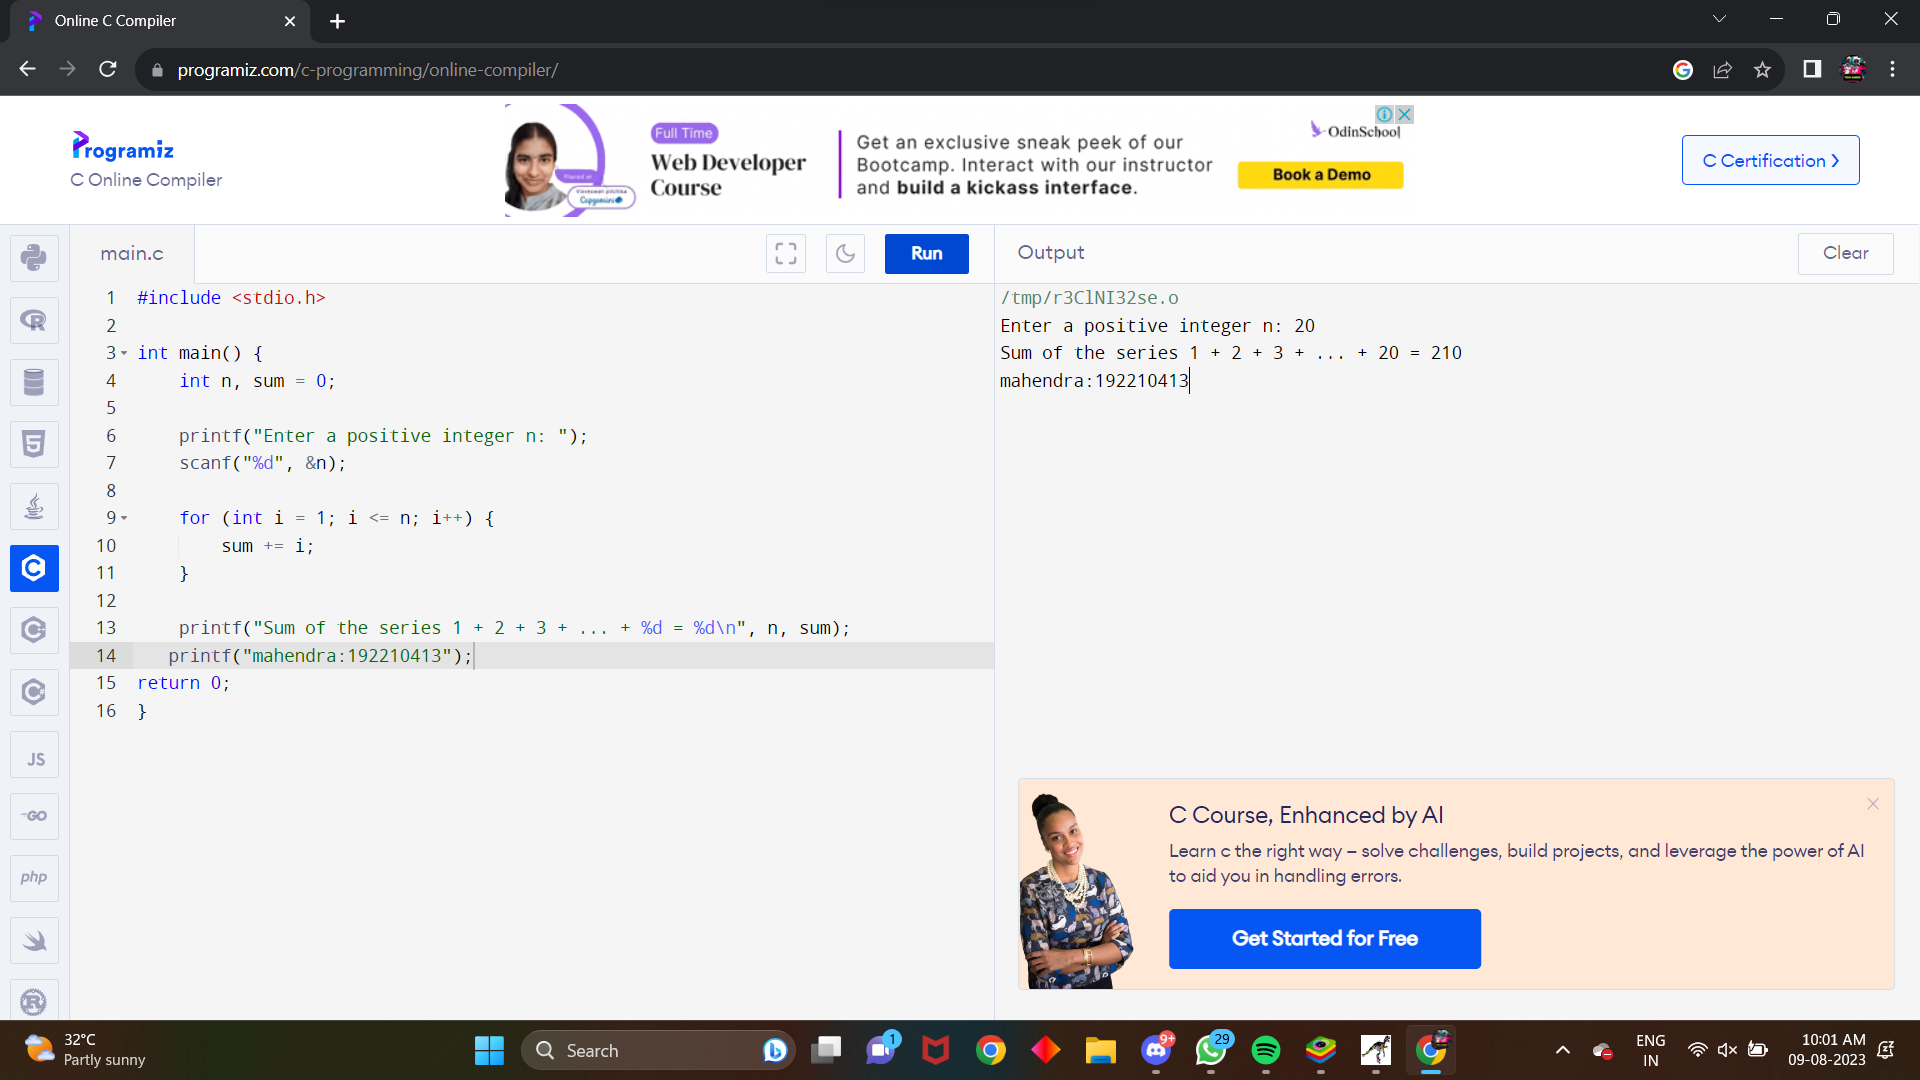 Online C Compiler
programiz.com/c-programming/online-compiler/
Programiz
C Online Compiler
Full Time
Web Developer
Course
Placed at
Capgemini
Get an exclusive sneak peek of our
Bootcamp. Interact with our instructor
and build a kickass interface.
OdinSchool
Book a Demo
C Certification >
main.c
Run
Output
Clear
1 #include <stdio.h>
2
3 int main() {
4     int n, sum = 0;
5
6     printf("Enter a positive integer n: ");
7     scanf("%d", &n);
8
9     for (int i = 1; i <= n; i++) {
10         sum += i;
11     }
12
13     printf("Sum of the series 1 + 2 + 3 + ... + %d = %d\n", n, sum);
14    printf("mahendra:192210413");
15 return 0;
16 }
/tmp/r3ClNI32se.o
Enter a positive integer n: 20
Sum of the series 1 + 2 + 3 + ... + 20 = 210
mahendra:192210413
R
5
C
C
C
JS
GO
php
R
C Course, Enhanced by AI
Learn c the right way – solve challenges, build projects, and leverage the power of AI
to aid you in handling errors.
Get Started for Free
32°C
Partly sunny
Search
1
9+
29
ENG
IN
10:01 AM
09-08-2023